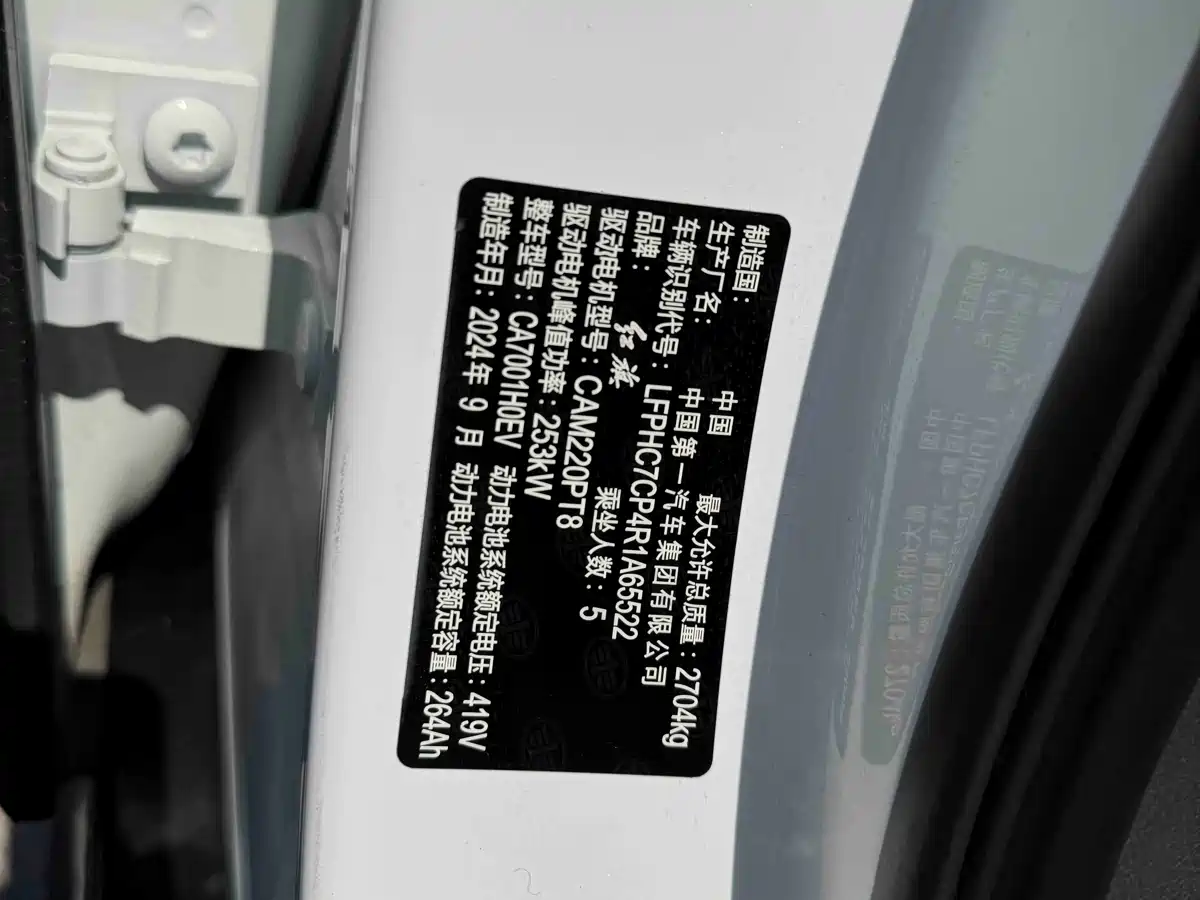 制造国： 中国 最大允许总质量：2704kg
生产厂名： 中国第一汽车集团有限公司
车辆识别代号：LFPHC7CP4R1A65522
品牌： 红旗 乘坐人数：5
驱动电机型号：CAM220PT8
驱动电机峰值功率：253kW
整车型号：CA7001H0EV 动力电池系统额定电压：419V
制造年月：2024年 9 月 动力电池系统额定容量：264Ah